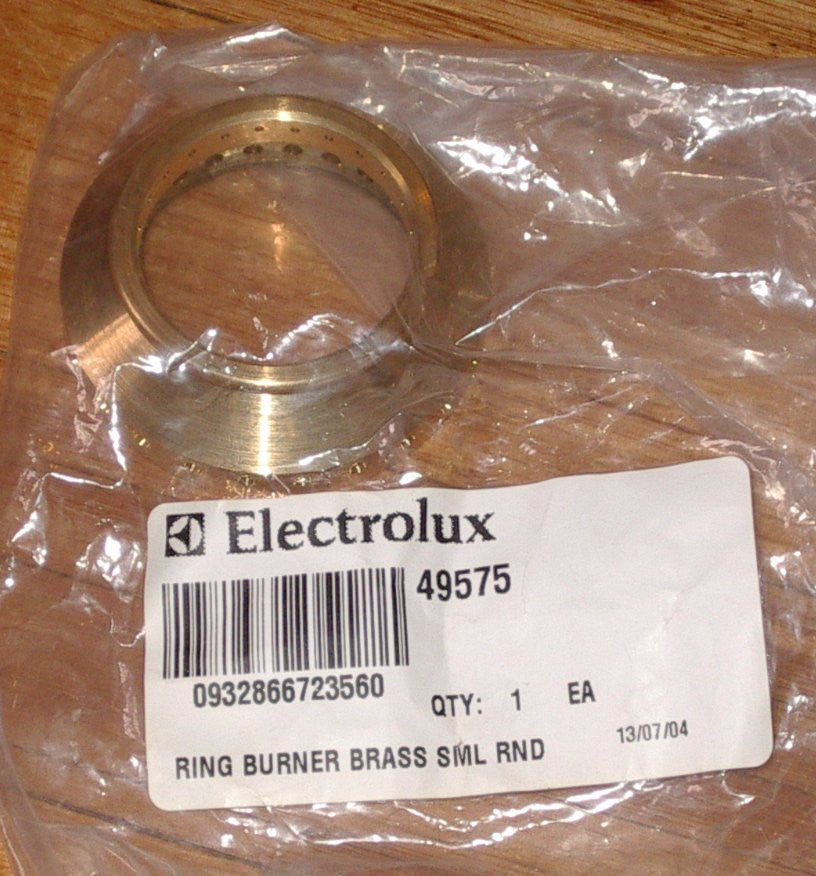 Electrolux
49575
0932866723560
QTY: 1 EA
RING BURNER BRASS SML RND
13/07/04